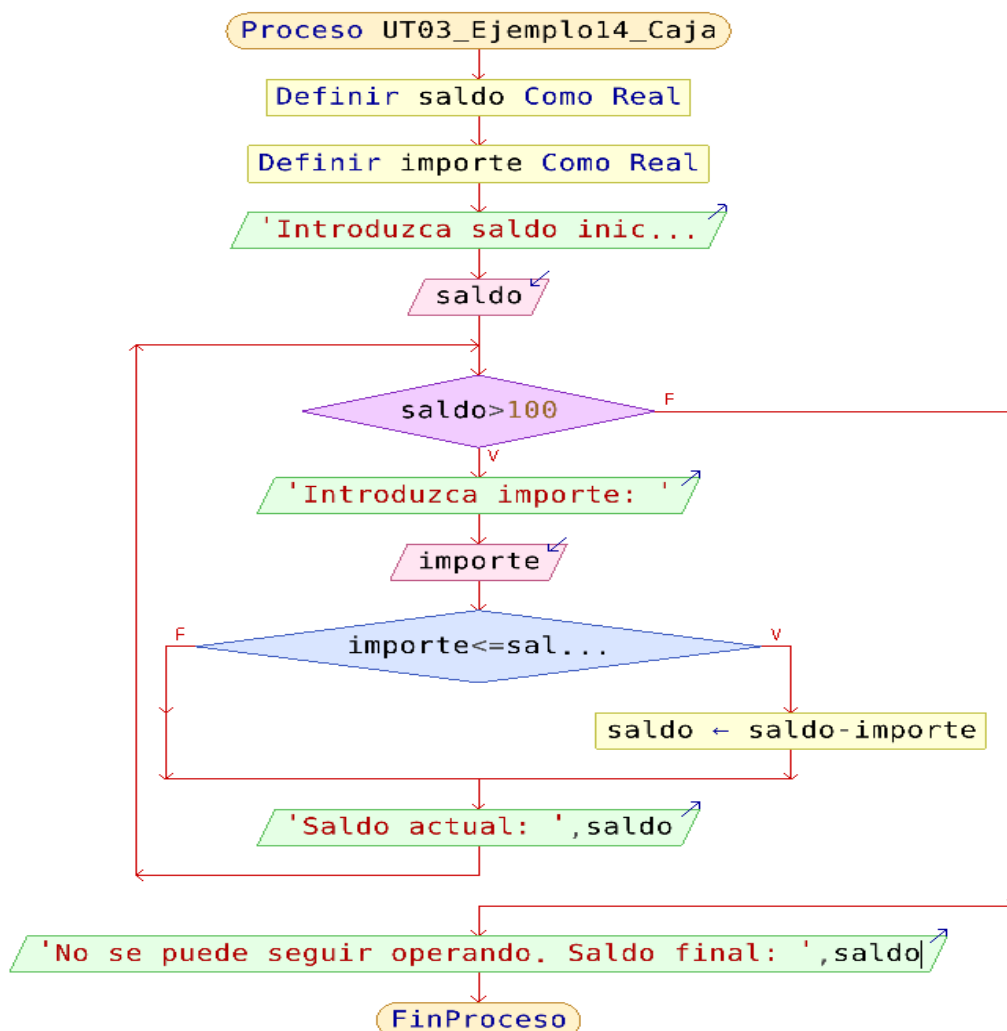 Proceso UT03_Ejemplo14_Caja
Definir saldo Como Real
Definir importe Como Real
'Introduzca saldo inic...
saldo
saldo>100
F
V
'Introduzca importe: '
importe
F
importe<=sal...
V
saldo ← saldo-importe
'Saldo actual: ',saldo
'No se puede seguir operando. Saldo final: ',saldo
FinProceso